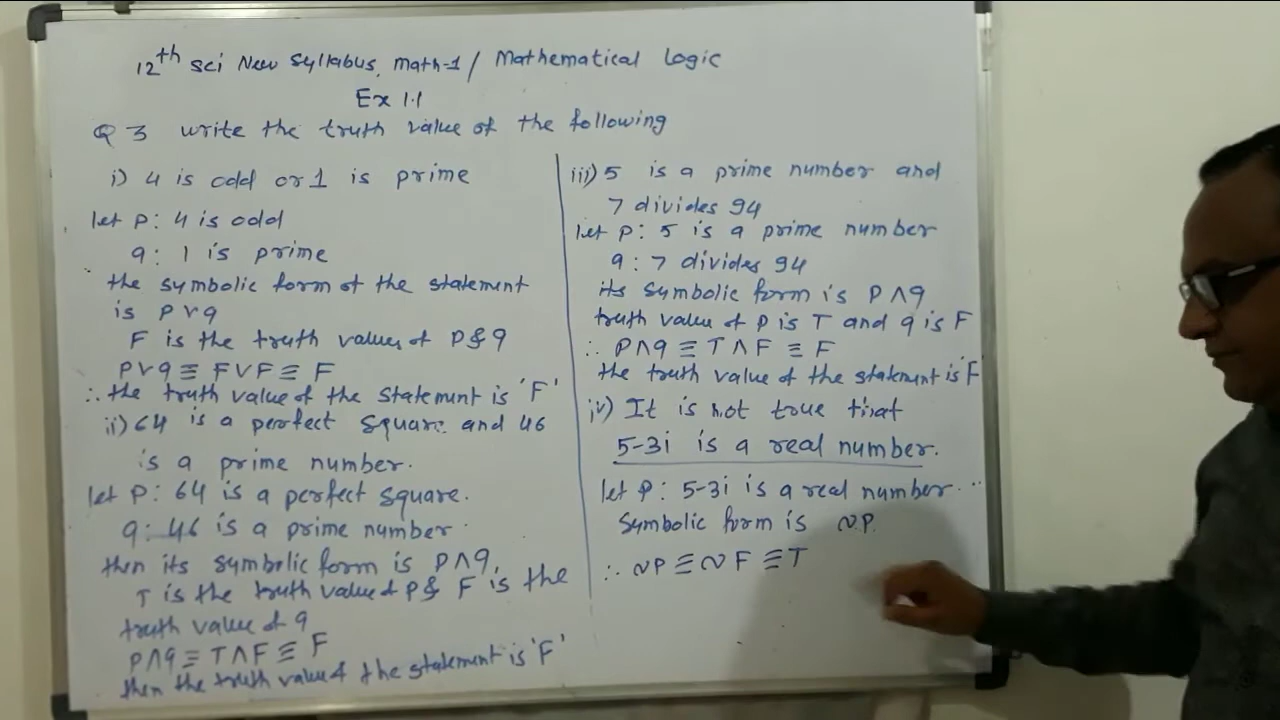 12th sci New Syllabus, math-1 / Mathematical Logic
Ex 1.1
Q 3 write the truth value of the following
i) 4 is odd or 1 is prime
let p: 4 is odd
q: 1 is prime
the symbolic form of the statement
is p ∨ q
F is the truth values of p & q
p∨q ≡ F∨F ≡ F
∴ the truth value of the statement is 'F'
ii) 64 is a perfect square and 46
is a prime number.
let p: 64 is a perfect square.
q: 46 is a prime number
then its symbolic form is p∧q,
T is the truth value of p & F is the
truth value of q
p∧q ≡ T∧F ≡ F
then the truth value of the statement is 'F'
iii) 5 is a prime number and
7 divides 94
let p: 5 is a prime number
q: 7 divides 94
its symbolic form is p∧q
truth value of p is T and q is F
∴ p∧q ≡ T∧F ≡ F
the truth value of the statement is F
iv) It is not true that
5-3i is a real number.
let p: 5-3i is a real number
Symbolic form is ~p.
∴ ~p ≡ ~F ≡ T